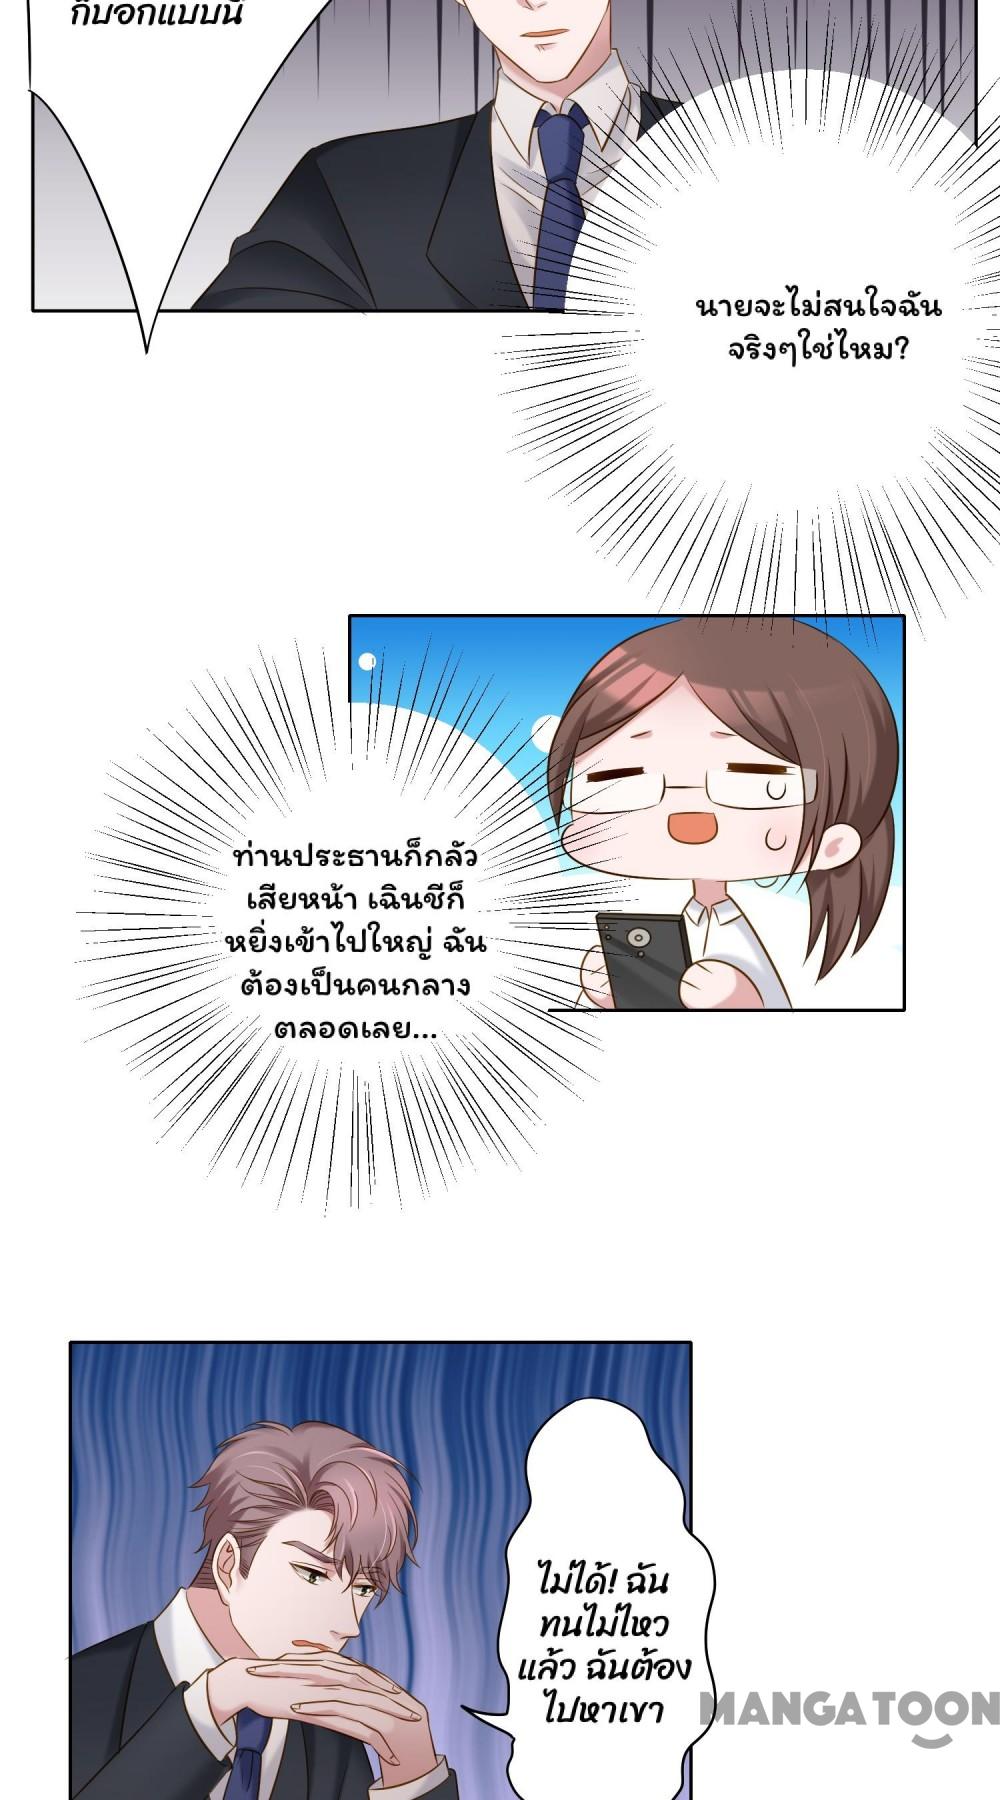 ก็บอกแบบนี้
นายจะไม่สนใจฉัน
จริงๆใช่ไหม?
ท่านประธานก็กลัว
เสียหน้า เฉินชีก็
หยิ่งเข้าไปใหญ่ ฉัน
ต้องเป็นคนกลาง
ตลอดเลย...
ไม่ได้! ฉัน
ทนไม่ไหว
แล้ว ฉันต้อง
ไปหาเขา
MANGATOON